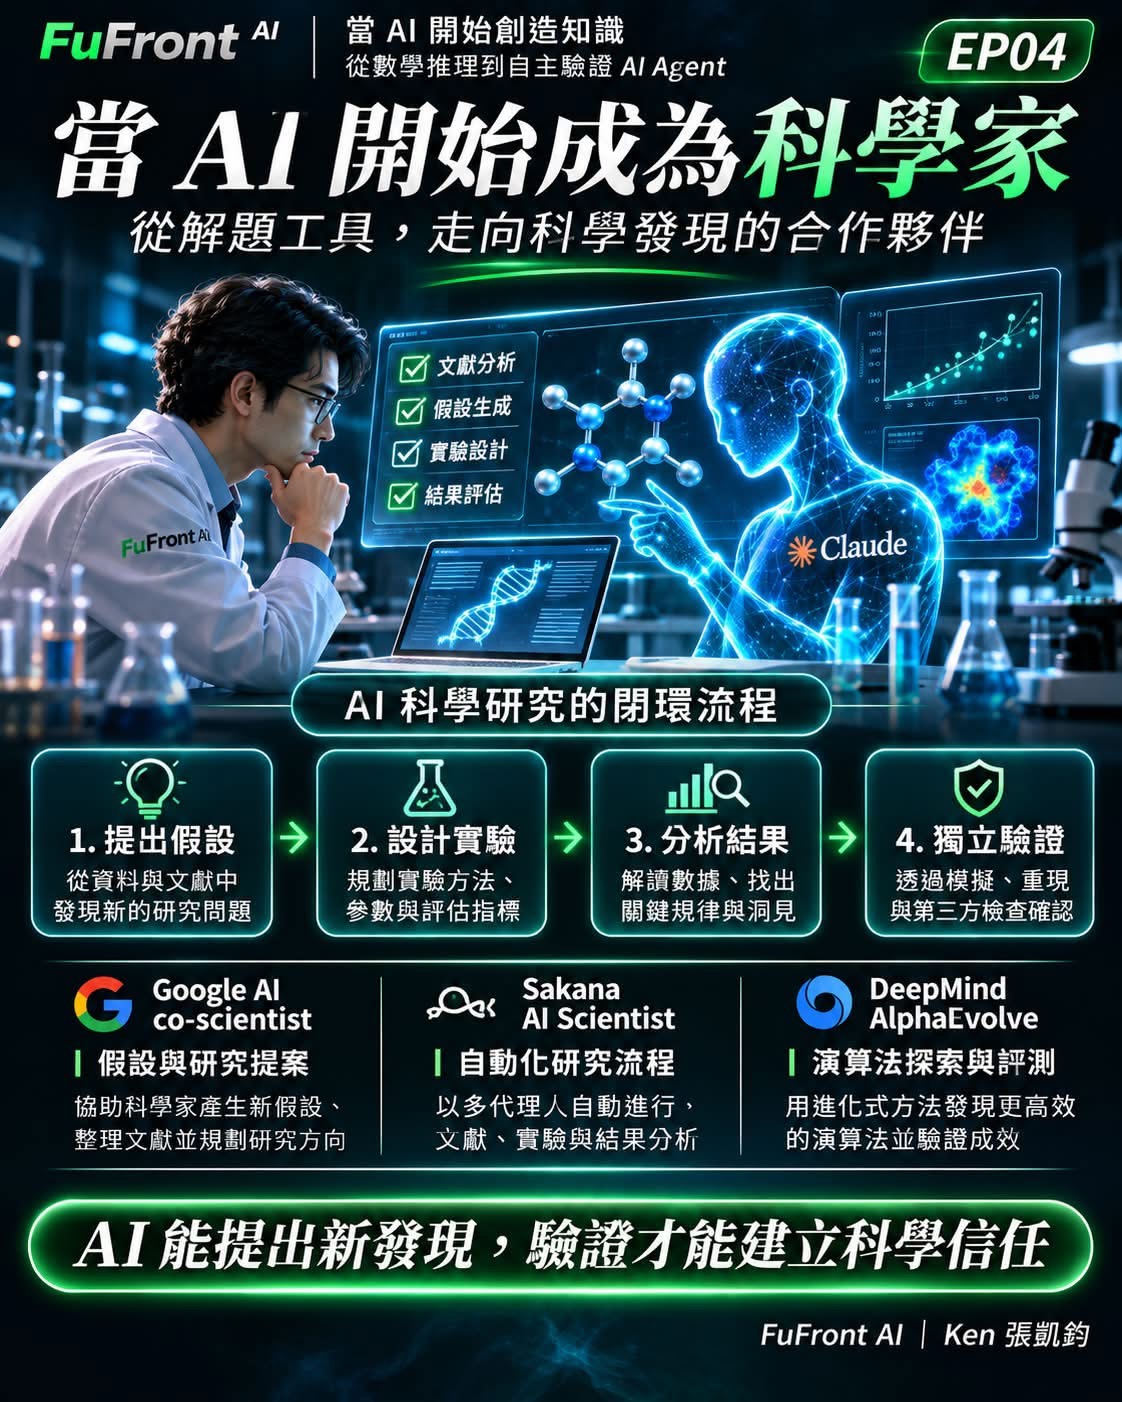 FuFront AI
當 AI 開始創造知識
從數學推理到自主驗證 AI Agent
EP04
當 AI 開始成為科學家
從解題工具，走向科學發現的合作夥伴
文獻分析
假設生成
實驗設計
結果評估
FuFront AI
Claude
AI 科學研究的閉環流程
1. 提出假設
從資料與文獻中
發現新的研究問題
2. 設計實驗
規劃實驗方法、
參數與評估指標
3. 分析結果
解讀數據、找出
關鍵規律與洞見
4. 獨立驗證
透過模擬、重現
與第三方檢查確認
Google AI
co-scientist
假設與研究提案
協助科學家產生新假設、
整理文獻並規劃研究方向
Sakana
AI Scientist
自動化研究流程
以多代理人自動進行，
文獻、實驗與結果分析
DeepMind
AlphaEvolve
演算法探索與評測
用進化式方法發現更高效
的演算法並驗證成效
AI 能提出新發現，驗證才能建立科學信任
FuFront AI | Ken 張凱鈞